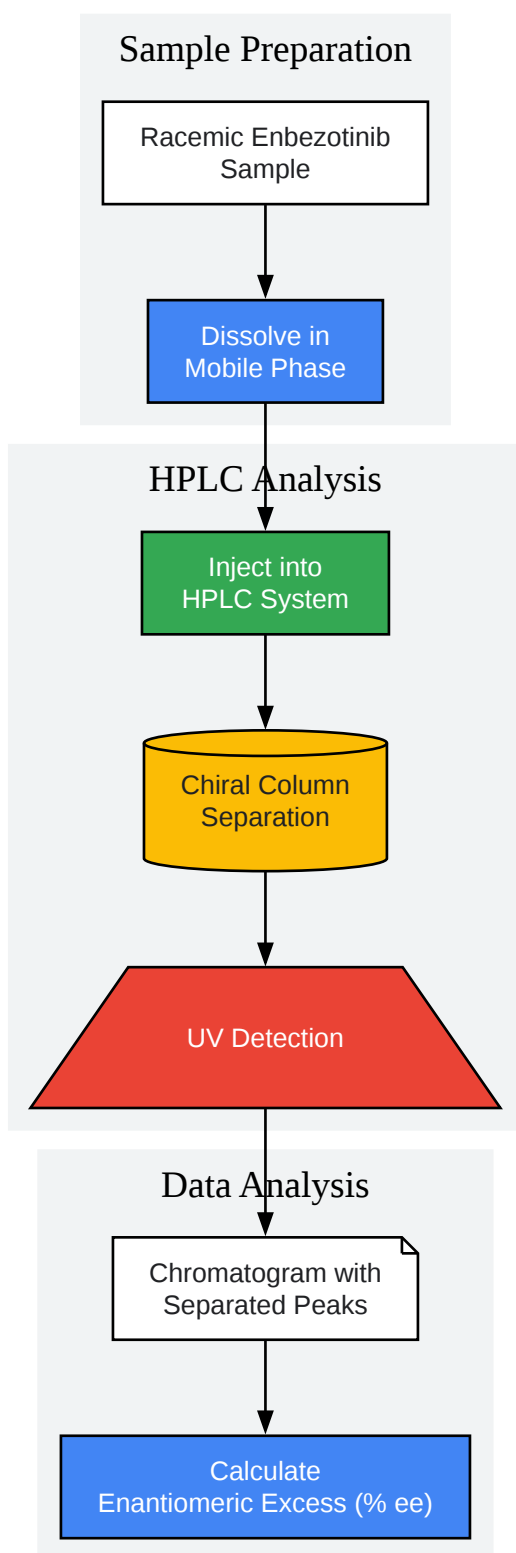 Sample Preparation
Racemic Enbezotinib
Sample
Dissolve in
Mobile Phase
HPLC Analysis
Inject into
HPLC System
Chiral Column
Separation
UV Detection
Data Analysis
Chromatogram with
Separated Peaks
Calculate
Enantiomeric Excess (% ee)